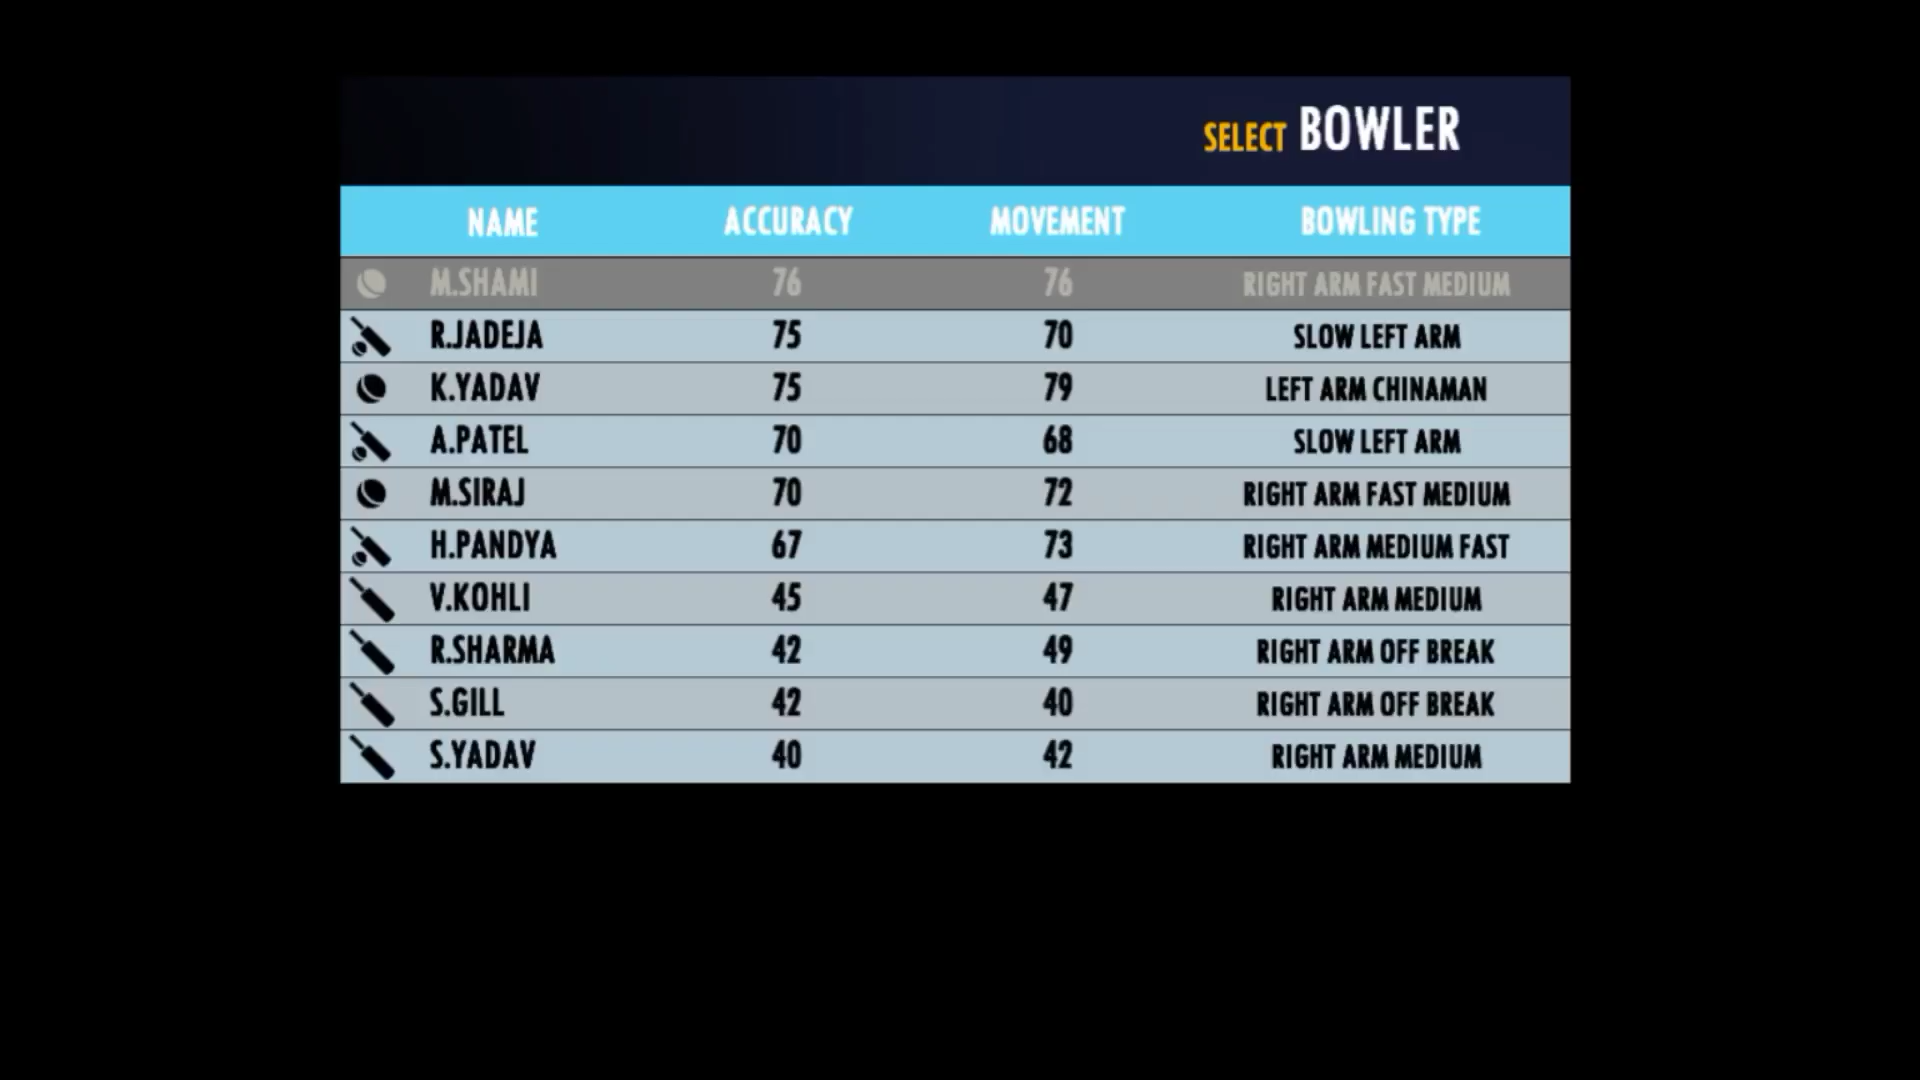 SELECT BOWLER
NAME ACCURACY MOVEMENT BOWLING TYPE
M.SHAMI 76 76 RIGHT ARM FAST MEDIUM
R.JADEJA 75 70 SLOW LEFT ARM
K.YADAV 75 79 LEFT ARM CHINAMAN
A.PATEL 70 68 SLOW LEFT ARM
M.SIRAJ 70 72 RIGHT ARM FAST MEDIUM
H.PANDYA 67 73 RIGHT ARM MEDIUM FAST
V.KOHLI 45 47 RIGHT ARM MEDIUM
R.SHARMA 42 49 RIGHT ARM OFF BREAK
S.GILL 42 40 RIGHT ARM OFF BREAK
S.YADAV 40 42 RIGHT ARM MEDIUM